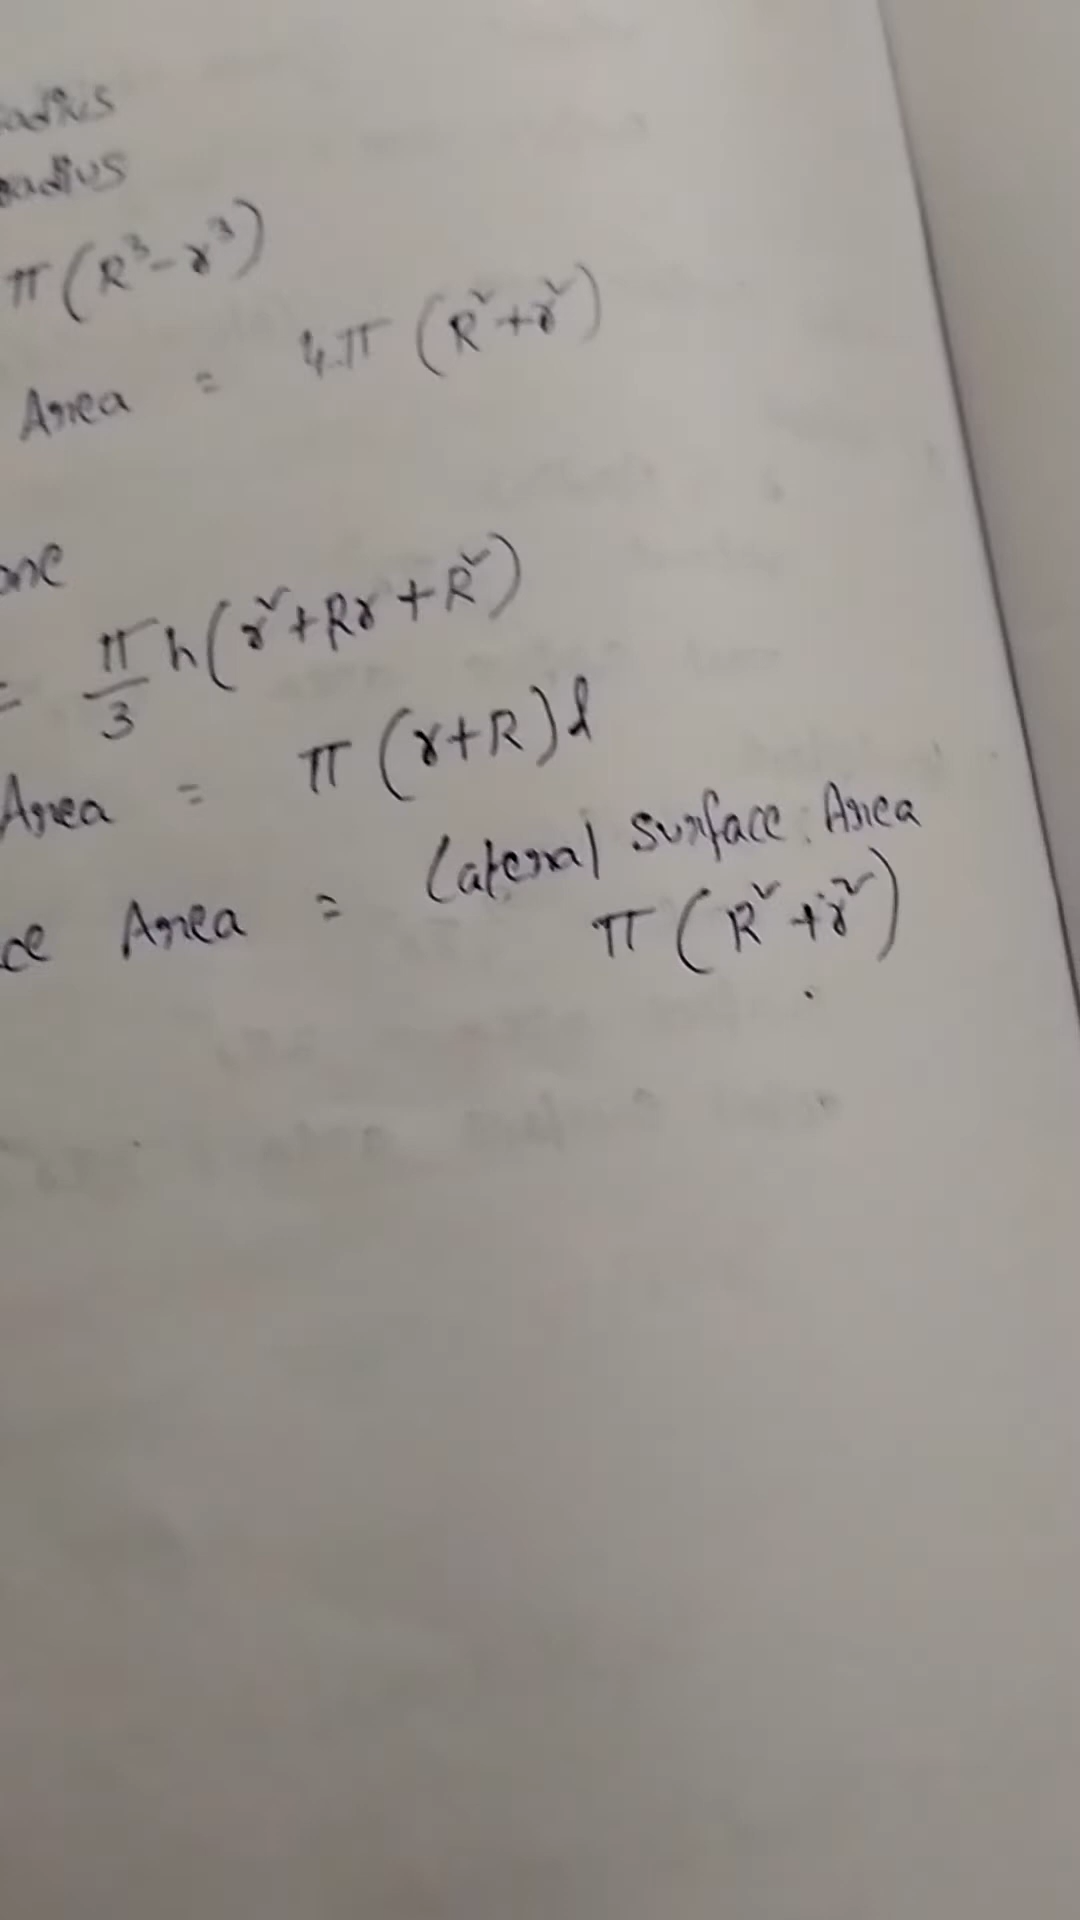 adius
adius
π(R³-r³)
Area = 4π (R²+r²)
one
= π/3 h(r²+Rr+R²)
Area = π (r+R)l
ce Area = Lateral surface Area
π (R²+r²)